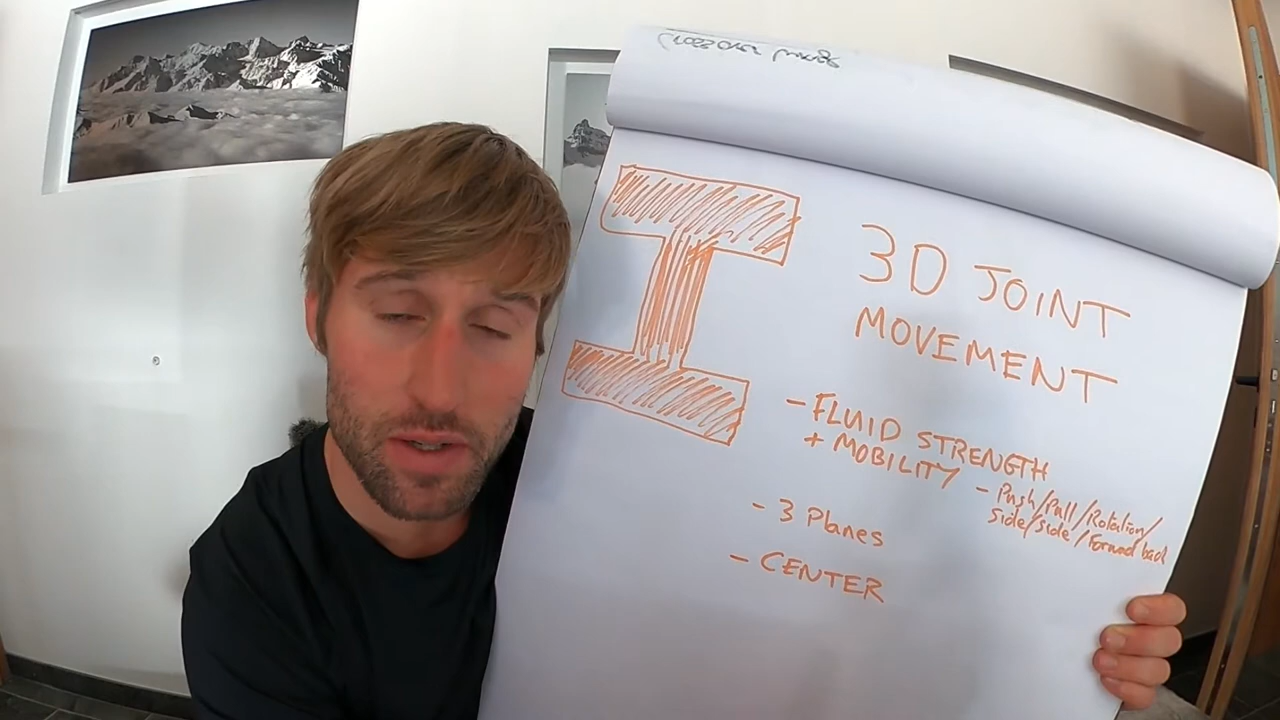 I
3D JOINT
MOVEMENT
- FLUID STRENGTH
+ MOBILITY
- Push/Pull/Rotation/
Side/Side/Forward back
- 3 Planes
- CENTER